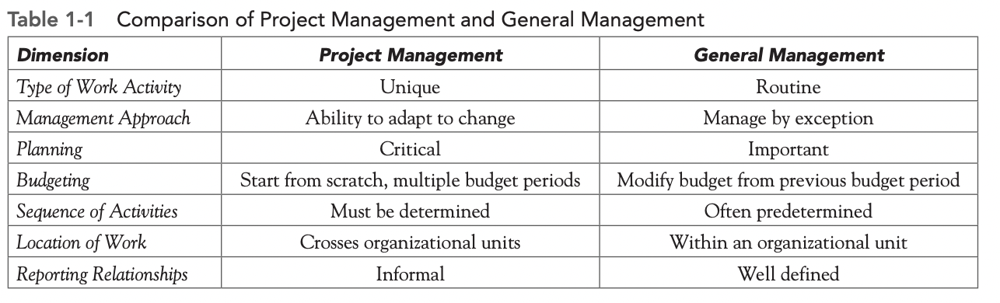 Table 1-1 Comparison of Project Management and General Management
Dimension Project Management General Management
Type of Work Activity Unique Routine
Management Approach Ability to adapt to change Manage by exception
Planning Critical Important
Budgeting Start from scratch, multiple budget periods Modify budget from previous budget period
Sequence of Activities Must be determined Often predetermined
Location of Work Crosses organizational units Within an organizational unit
Reporting Relationships Informal Well defined